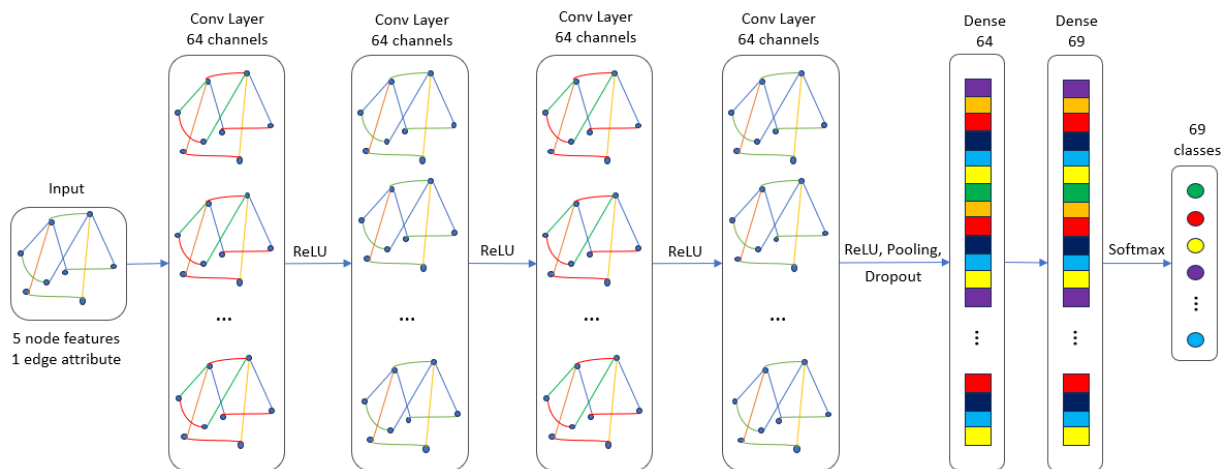 Input
5 node features
1 edge attribute
Conv Layer
64 channels
...
ReLU
Conv Layer
64 channels
...
ReLU
Conv Layer
64 channels
...
ReLU
Conv Layer
64 channels
...
ReLU, Pooling,
Dropout
Dense
64
...
Dense
69
...
Softmax
69
classes
...